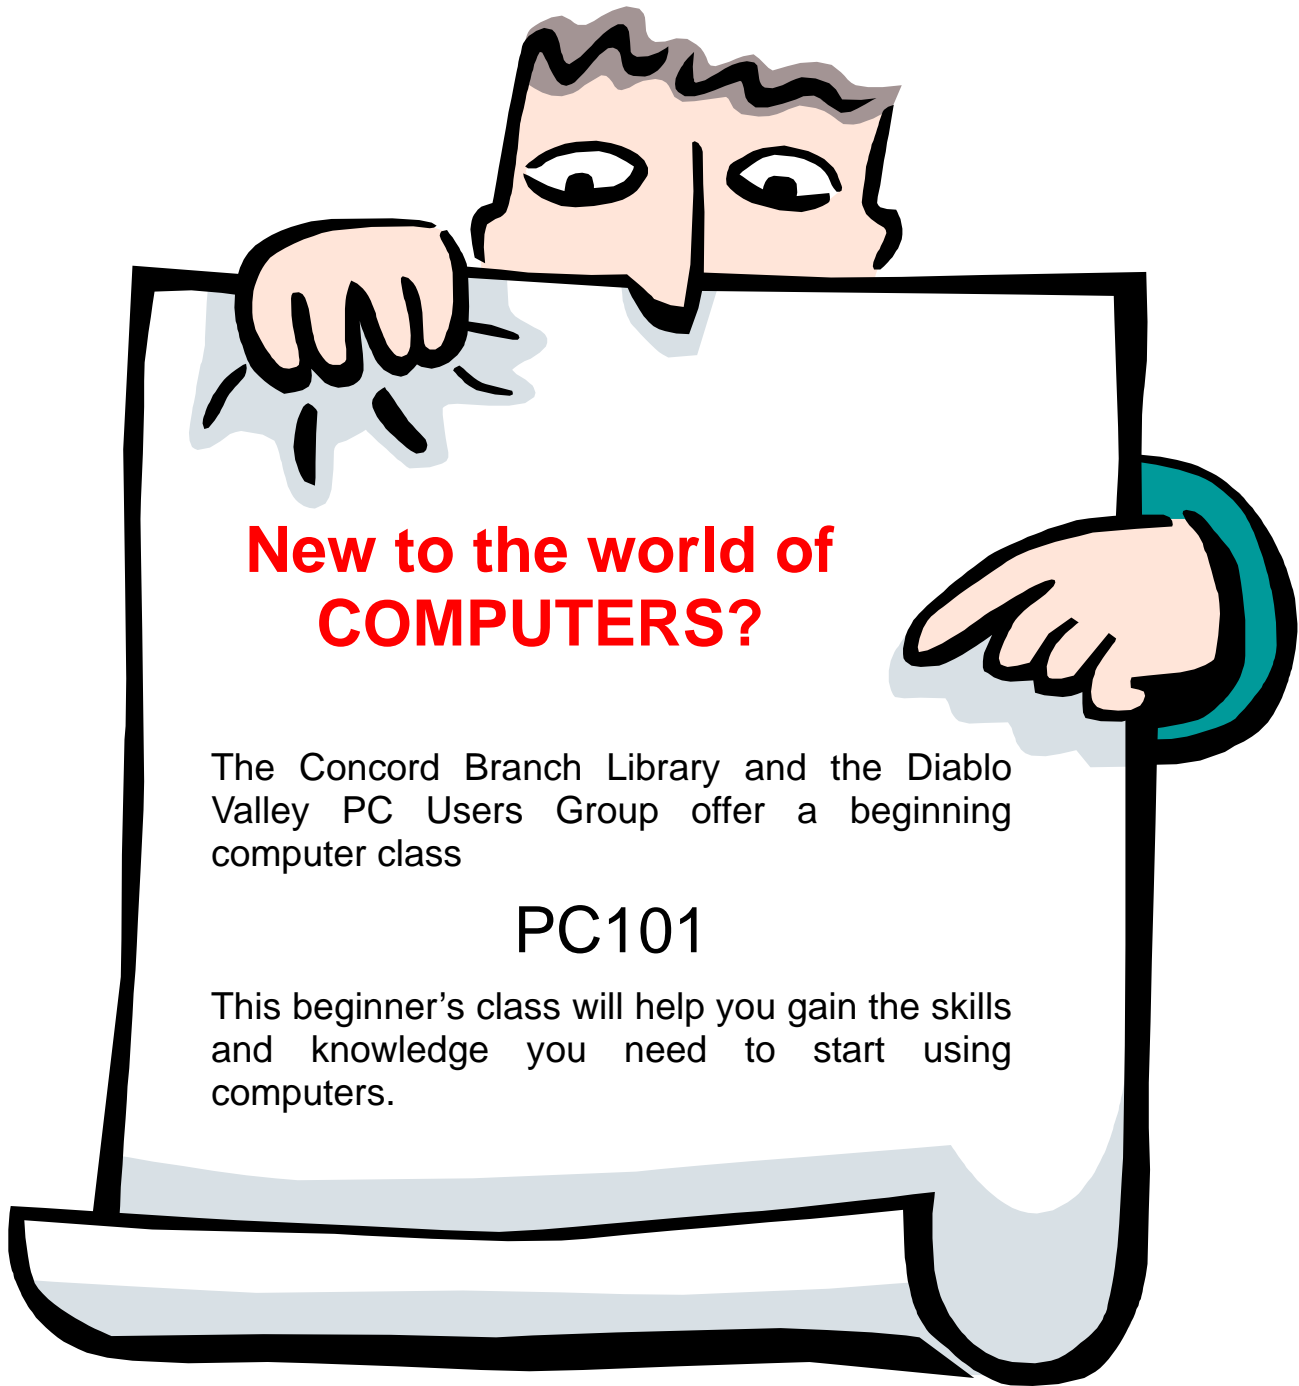 New to the world of
COMPUTERS?
The Concord Branch Library and the Diablo
Valley PC Users Group offer a beginning
computer class
PC101
This beginner’s class will help you gain the skills
and knowledge you need to start using
computers.